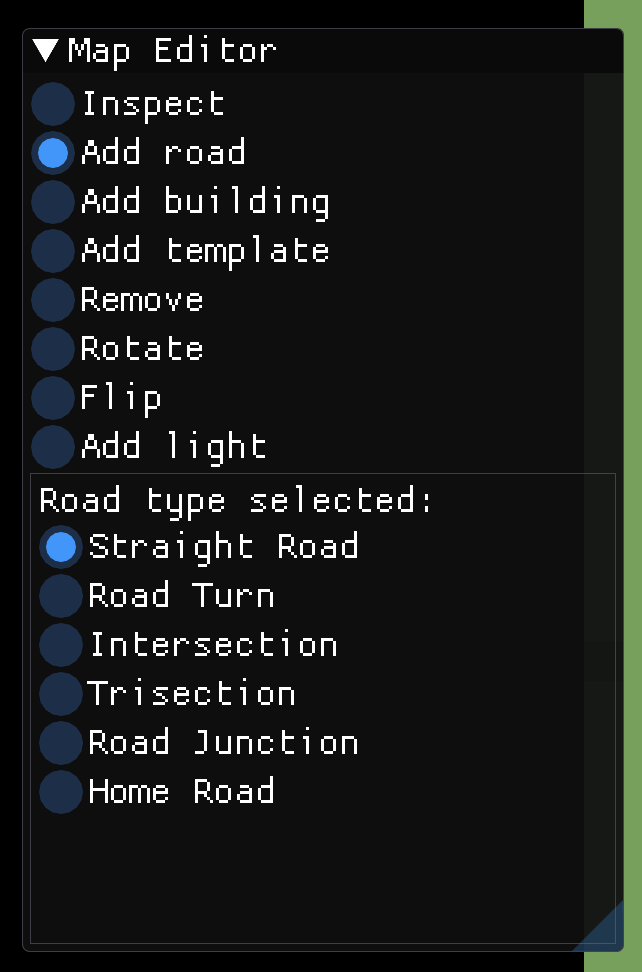 Map Editor
Inspect
Add road
Add building
Add template
Remove
Rotate
Flip
Add light
Road type selected:
Straight Road
Road Turn
Intersection
Trisection
Road Junction
Home Road